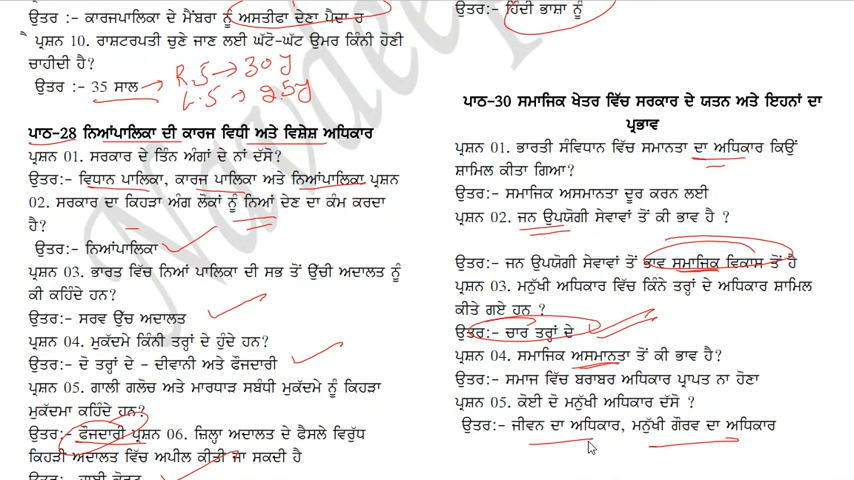 ਉਤਰ :- ਕਾਰਜਪਾਲਿਕਾ ਦੇ ਮੈਂਬਰਾ ਨੂੰ ਅਸਤੀਫਾ ਦੇਣਾ ਪੈਦਾ ਹ
ਪ੍ਰਸ਼ਨ 10. ਰਾਸ਼ਟਰਪਤੀ ਚੁਣੇ ਜਾਣ ਲਈ ਘੱਟੋ-ਘੱਟ ਉਮਰ ਕਿੰਨੀ ਹੋਣੀ
ਚਾਹੀਦੀ ਹੈ?
ਉਤਰ :- 35 ਸਾਲ
R.S → 30 y
L.S → 25 y
ਪਾਠ-28 ਨਿਆਂਪਾਲਿਕਾ ਦੀ ਕਾਰਜ ਵਿਧੀ ਅਤੇ ਵਿਸ਼ੇਸ਼ ਅਧਿਕਾਰ
ਪ੍ਰਸ਼ਨ 01. ਸਰਕਾਰ ਦੇ ਤਿੰਨ ਅੰਗਾਂ ਦੇ ਨਾਂ ਦੱਸੋ?
ਉਤਰ:- ਵਿਧਾਨ ਪਾਲਿਕਾ, ਕਾਰਜ ਪਾਲਿਕਾ ਅਤੇ ਨਿਆਂਪਾਲਿਕਾ ਪ੍ਰਸ਼ਨ
02. ਸਰਕਾਰ ਦਾ ਕਿਹੜਾ ਅੰਗ ਲੋਕਾਂ ਨੂੰ ਨਿਆਂ ਦੇਣ ਦਾ ਕੰਮ ਕਰਦਾ
ਹੈ?
ਉਤਰ:- ਨਿਆਂਪਾਲਿਕਾ
ਪ੍ਰਸ਼ਨ 03. ਭਾਰਤ ਵਿੱਚ ਨਿਆਂ ਪਾਲਿਕਾ ਦੀ ਸਭ ਤੋਂ ਉੱਚੀ ਅਦਾਲਤ ਨੂੰ
ਕੀ ਕਹਿੰਦੇ ਹਨ?
ਉਤਰ:- ਸਰਵ ਉੱਚ ਅਦਾਲਤ
ਪ੍ਰਸ਼ਨ 04. ਮੁਕੱਦਮੇ ਕਿੰਨੀ ਤਰ੍ਹਾਂ ਦੇ ਹੁੰਦੇ ਹਨ?
ਉਤਰ:- ਦੋ ਤਰ੍ਹਾਂ ਦੇ - ਦੀਵਾਨੀ ਅਤੇ ਫੌਜਦਾਰੀ
ਪ੍ਰਸ਼ਨ 05. ਗਾਲੀ ਗਲੋਚ ਅਤੇ ਮਾਰਧਾੜ ਸਬੰਧੀ ਮੁਕੱਦਮੇ ਨੂੰ ਕਿਹੜਾ
ਮੁਕੱਦਮਾ ਕਹਿੰਦੇ ਹਨ?
ਉਤਰ:- ਫੌਜਦਾਰੀ ਪ੍ਰਸ਼ਨ 06. ਜ਼ਿਲ੍ਹਾ ਅਦਾਲਤ ਦੇ ਫੈਸਲੇ ਵਿਰੁੱਧ
ਕਿਹੜੀ ਅਦਾਲਤ ਵਿੱਚ ਅਪੀਲ ਕੀਤੀ ਜਾ ਸਕਦੀ ਹੈ
ਉਤਰ:- ਹਾਈ ਕੋਰਟ
ਉਤਰ:- ਹਿੰਦੀ ਭਾਸ਼ਾ ਨੂੰ
ਪਾਠ-30 ਸਮਾਜਿਕ ਖੇਤਰ ਵਿੱਚ ਸਰਕਾਰ ਦੇ ਯਤਨ ਅਤੇ ਇਹਨਾਂ ਦਾ
ਪ੍ਰਭਾਵ
ਪ੍ਰਸ਼ਨ 01. ਭਾਰਤੀ ਸੰਵਿਧਾਨ ਵਿੱਚ ਸਮਾਨਤਾ ਦਾ ਅਧਿਕਾਰ ਕਿਉਂ
ਸ਼ਾਮਿਲ ਕੀਤਾ ਗਿਆ?
ਉਤਰ:- ਸਮਾਜਿਕ ਅਸਮਾਨਤਾ ਦੂਰ ਕਰਨ ਲਈ
ਪ੍ਰਸ਼ਨ 02. ਜਨ ਉਪਯੋਗੀ ਸੇਵਾਵਾਂ ਤੋਂ ਕੀ ਭਾਵ ਹੈ ?
ਉਤਰ:- ਜਨ ਉਪਯੋਗੀ ਸੇਵਾਵਾਂ ਤੋਂ ਭਾਵ ਸਮਾਜਿਕ ਵਿਕਾਸ ਤੋਂ ਹੈ
ਪ੍ਰਸ਼ਨ 03. ਮਨੁੱਖੀ ਅਧਿਕਾਰ ਵਿੱਚ ਕਿੰਨੇ ਤਰ੍ਹਾਂ ਦੇ ਅਧਿਕਾਰ ਸ਼ਾਮਿਲ
ਕੀਤੇ ਗਏ ਹਨ ?
ਉਤਰ:- ਚਾਰ ਤਰ੍ਹਾਂ ਦੇ
ਪ੍ਰਸ਼ਨ 04. ਸਮਾਜਿਕ ਅਸਮਾਨਤਾ ਤੋਂ ਕੀ ਭਾਵ ਹੈ?
ਉਤਰ:- ਸਮਾਜ ਵਿੱਚ ਬਰਾਬਰ ਅਧਿਕਾਰ ਪ੍ਰਾਪਤ ਨਾ ਹੋਣਾ
ਪ੍ਰਸ਼ਨ 05. ਕੋਈ ਦੋ ਮਨੁੱਖੀ ਅਧਿਕਾਰ ਦੱਸੋ ?
ਉਤਰ:- ਜੀਵਨ ਦਾ ਅਧਿਕਾਰ, ਮਨੁੱਖੀ ਗੌਰਵ ਦਾ ਅਧਿਕਾਰ
Navdeep